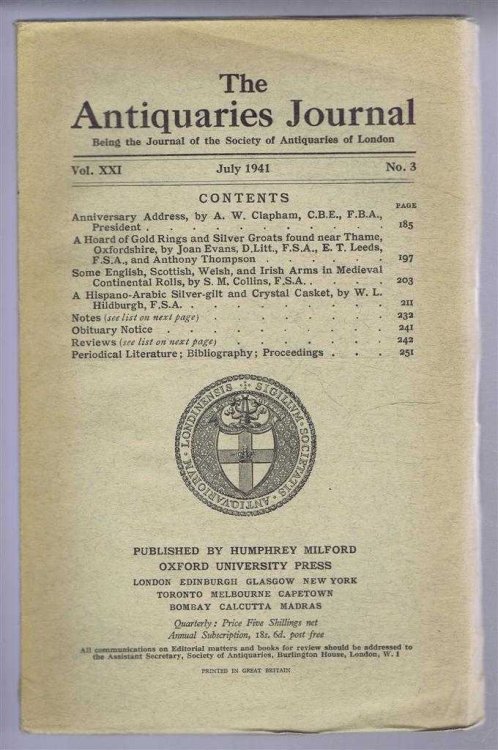 The
Antiquaries Journal
Being the Journal of the Society of Antiquaries of London
Vol. XXI July 1941 No. 3
CONTENTS
PAGE
Anniversary Address, by A. W. Clapham, C.B.E., F.B.A.,
President . . . . . . . . . 185
A Hoard of Gold Rings and Silver Groats found near Thame,
Oxfordshire, by Joan Evans, D.Litt., F.S.A., E. T. Leeds,
F.S.A., and Anthony Thompson . . . . . 197
Some English, Scottish, Welsh, and Irish Arms in Medieval
Continental Rolls, by S. M. Collins, F.S.A. . . . 203
A Hispano-Arabic Silver-gilt and Crystal Casket, by W. L.
Hildburgh, F.S.A. . . . . . . . 211
Notes (see list on next page) . . . . . . 232
Obituary Notice . . . . . . . . 241
Reviews (see list on next page) . . . . . . 242
Periodical Literature; Bibliography; Proceedings . . . 251
SIGILLVM · SOCIETATIS · ANTIQVARIORVM · LONDINENSIS
PUBLISHED BY HUMPHREY MILFORD
OXFORD UNIVERSITY PRESS
LONDON EDINBURGH GLASGOW NEW YORK
TORONTO MELBOURNE CAPETOWN
BOMBAY CALCUTTA MADRAS
Quarterly: Price Five Shillings net
Annual Subscription, 18s. 6d. post free
All communications on Editorial matters and books for review should be addressed to
the Assistant Secretary, Society of Antiquaries, Burlington House, London, W. 1
PRINTED IN GREAT BRITAIN